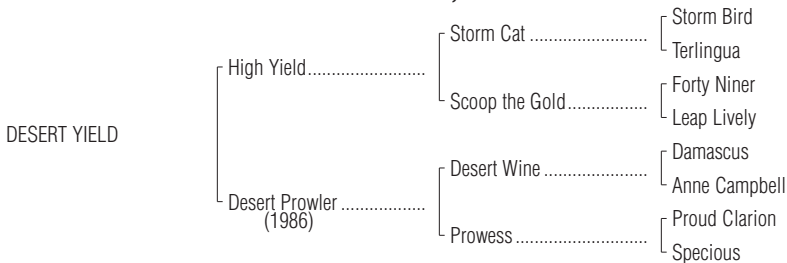 Storm Bird
Storm Cat .........................
Terlingua
High Yield.........................
Forty Niner
Scoop the Gold.................
Leap Lively
DESERT YIELD
Damascus
Desert Wine ......................
Anne Campbell
Desert Prowler ..................
(1986)
Proud Clarion
Prowess ............................
Specious